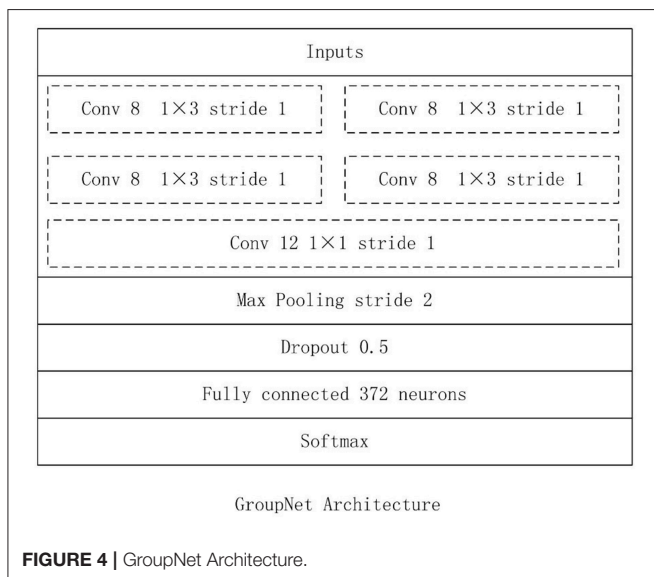 Inputs
Conv 8 1×3 stride 1 Conv 8 1×3 stride 1
Conv 8 1×3 stride 1 Conv 8 1×3 stride 1
Conv 12 1×1 stride 1
Max Pooling stride 2
Dropout 0.5
Fully connected 372 neurons
Softmax
GroupNet Architecture
FIGURE 4 | GroupNet Architecture.